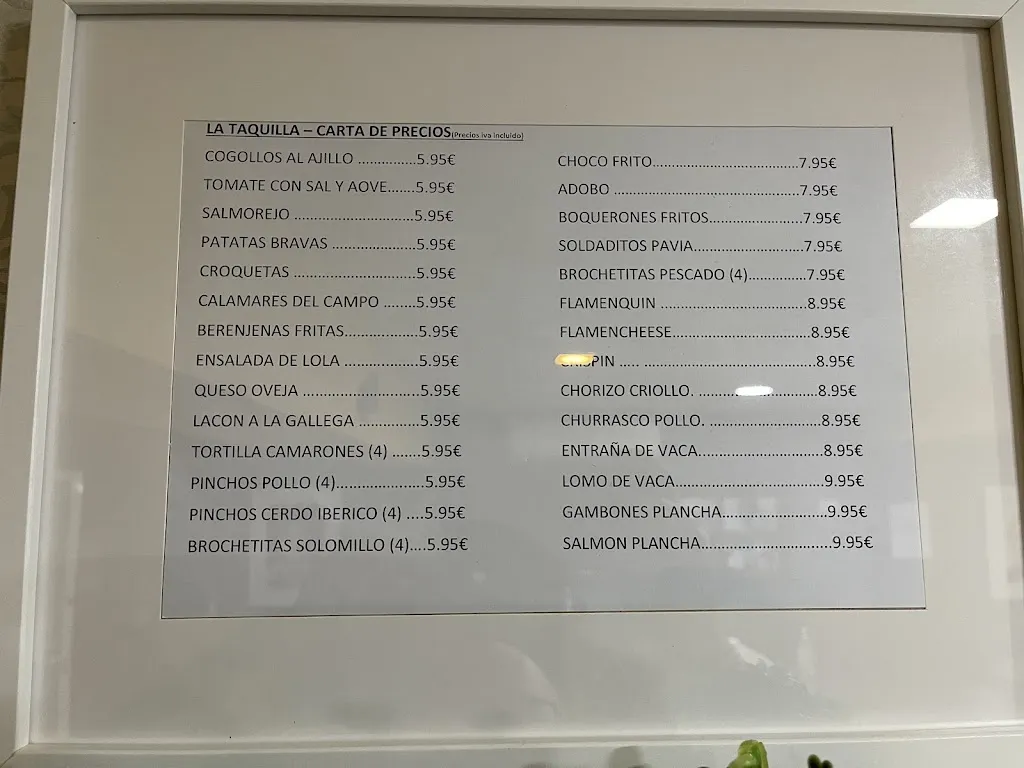 LA TAQUILLA – CARTA DE PRECIOS(Precios iva incluido)
COGOLLOS AL AJILLO ...............5.95€
TOMATE CON SAL Y AOVE.......5.95€
SALMOREJO ..............................5.95€
PATATAS BRAVAS .....................5.95€
CROQUETAS ..............................5.95€
CALAMARES DEL CAMPO ........5.95€
BERENJENAS FRITAS..................5.95€
ENSALADA DE LOLA ..................5.95€
QUESO OVEJA .............................5.95€
LACON A LA GALLEGA ...............5.95€
TORTILLA CAMARONES (4) .......5.95€
PINCHOS POLLO (4)......................5.95€
PINCHOS CERDO IBERICO (4) ....5.95€
BROCHETITAS SOLOMILLO (4)....5.95€
CHOCO FRITO....................................7.95€
ADOBO ..............................................7.95€
BOQUERONES FRITOS.......................7.95€
SOLDADITOS PAVIA...........................7.95€
BROCHETITAS PESCADO (4)..............7.95€
FLAMENQUIN ....................................8.95€
FLAMENCHEESE..................................8.95€
..... ...........................................8.95€
CHORIZO CRIOLLO. .............................8.95€
CHURRASCO POLLO. ...........................8.95€
ENTRAÑA DE VACA...............................8.95€
LOMO DE VACA.....................................9.95€
GAMBONES PLANCHA..........................9.95€
SALMON PLANCHA................................9.95€